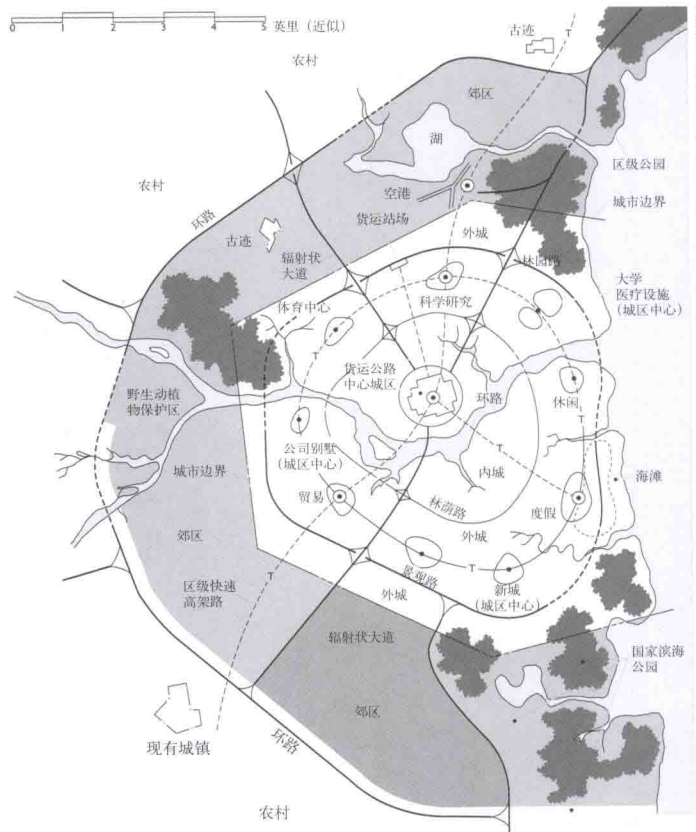 0 1 2 3 4 5 英里（近似）
古迹
T
农村
郊区
湖
区级公园
农村
空港
城市边界
货运站场
环路
外城
古迹
辐射状
大道
林园路
大学
医疗设施
（城区中心）
体育中心
科学研究
T
货运公路
中心城区
野生动植
物保护区
环路
休闲
T
公司别墅
（城区中心）
内城
海滩
城市边界
贸易
林荫路
度假
郊区
外城
T
景观路
T
区级快速
高架路
新城
（城区中心）
外城
辐射状大道
国家滨海
公园
郊区
现有城镇
环路
农村